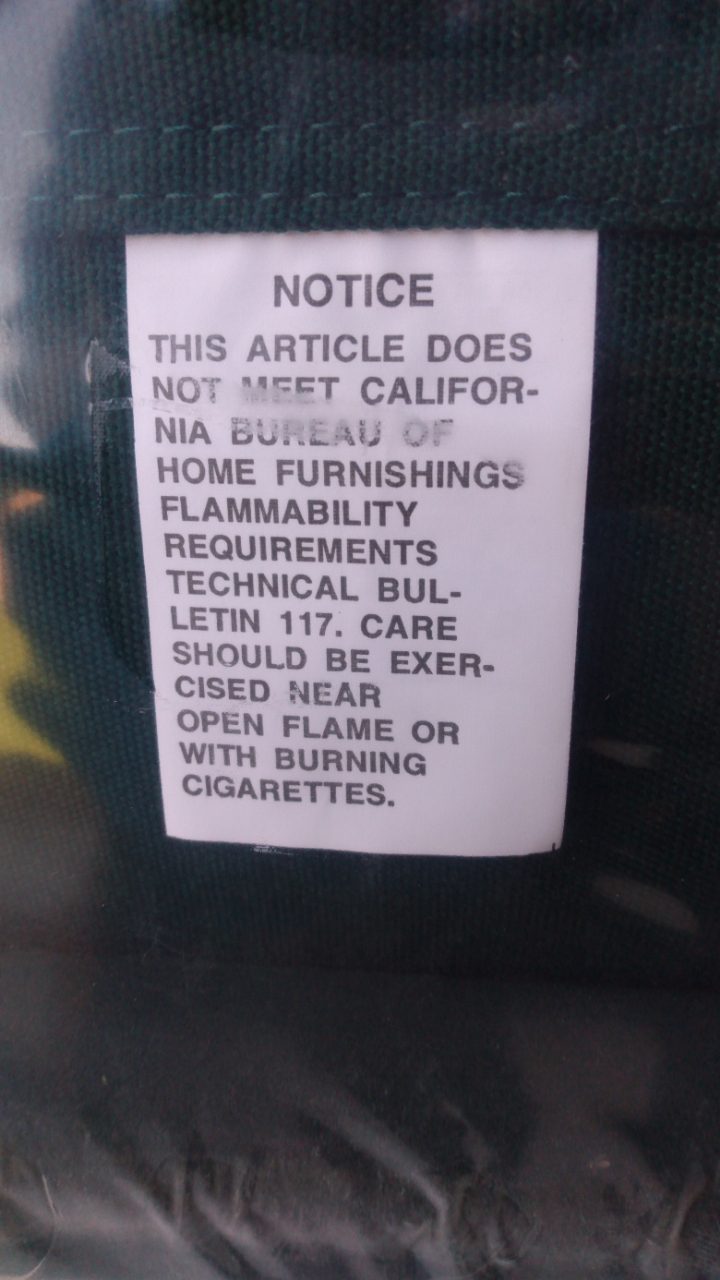 NOTICE
THIS ARTICLE DOES
NOT MEET CALIFOR-
NIA BUREAU OF
HOME FURNISHINGS
FLAMMABILITY
REQUIREMENTS
TECHNICAL BUL-
LETIN 117. CARE
SHOULD BE EXER-
CISED NEAR
OPEN FLAME OR
WITH BURNING
CIGARETTES.